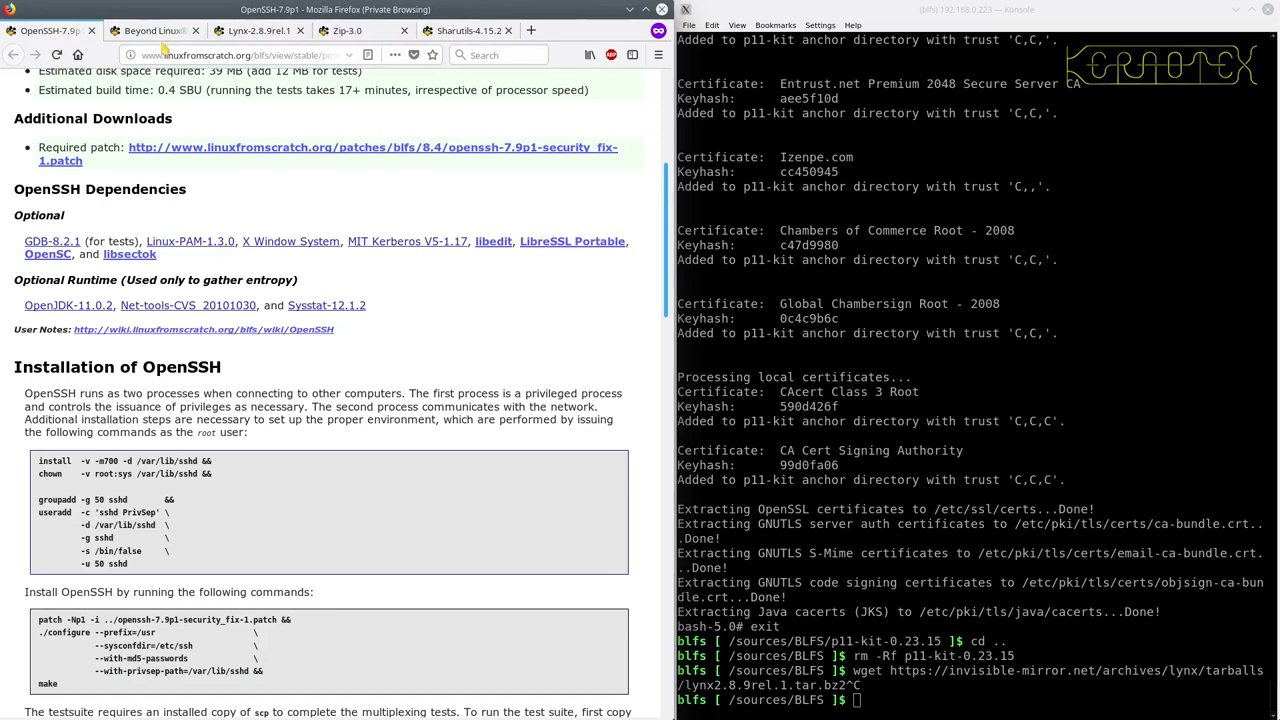 OpenSSH-7.9p1 - Mozilla Firefox (Private Browsing)
OpenSSH-7.9p
Beyond Linux®
Lynx-2.8.9rel.1
Zip-3.0
Sharutils-4.15.2
www.linuxfromscratch.org/blfs/view/stable/po
Search
Estimated disk space required: 39 MB (add 12 MB for tests)
Estimated build time: 0.4 SBU (running the tests takes 17+ minutes, irrespective of processor speed)
Additional Downloads
Required patch: http://www.linuxfromscratch.org/patches/blfs/8.4/openssh-7.9p1-security_fix-
1.patch
OpenSSH Dependencies
Optional
GDB-8.2.1 (for tests), Linux-PAM-1.3.0, X Window System, MIT Kerberos V5-1.17, libedit, LibreSSL Portable,
OpenSC, and libsectok
Optional Runtime (Used only to gather entropy)
OpenJDK-11.0.2, Net-tools-CVS_20101030, and Sysstat-12.1.2
User Notes: http://wiki.linuxfromscratch.org/blfs/wiki/OpenSSH
Installation of OpenSSH
OpenSSH runs as two processes when connecting to other computers. The first process is a privileged process
and controls the issuance of privileges as necessary. The second process communicates with the network.
Additional installation steps are necessary to set up the proper environment, which are performed by issuing
the following commands as the root user:
install -v -m700 -d /var/lib/sshd &&
chown -v root:sys /var/lib/sshd &&
groupadd -g 50 sshd &&
useradd -c 'sshd PrivSep' \
-d /var/lib/sshd \
-g sshd \
-s /bin/false \
-u 50 sshd
Install OpenSSH by running the following commands:
patch -Np1 -i ../openssh-7.9p1-security_fix-1.patch &&
./configure --prefix=/usr \
--sysconfdir=/etc/ssh \
--with-md5-passwords \
--with-privsep-path=/var/lib/sshd &&
make
The testsuite requires an installed copy of scp to complete the multiplexing tests. To run the test suite, first copy
(blfs) 192.168.0.223 — Konsole
File Edit View Bookmarks Settings Help
KERNOTEX
Added to p11-kit anchor directory with trust 'C,C,'.
Certificate: Entrust.net Premium 2048 Secure Server CA
Keyhash: aee5f10d
Added to p11-kit anchor directory with trust 'C,C,'.
Certificate: Izenpe.com
Keyhash: cc450945
Added to p11-kit anchor directory with trust 'C,,'.
Certificate: Chambers of Commerce Root - 2008
Keyhash: c47d9980
Added to p11-kit anchor directory with trust 'C,C,'.
Certificate: Global Chambersign Root - 2008
Keyhash: 0c4c9b6c
Added to p11-kit anchor directory with trust 'C,C,'.
Processing local certificates...
Certificate: CAcert Class 3 Root
Keyhash: 590d426f
Added to p11-kit anchor directory with trust 'C,C,C'.
Certificate: CA Cert Signing Authority
Keyhash: 99d0fa06
Added to p11-kit anchor directory with trust 'C,C,C'.
Extracting OpenSSL certificates to /etc/ssl/certs...Done!
Extracting GNUTLS server auth certificates to /etc/pki/tls/certs/ca-bundle.crt..
.Done!
Extracting GNUTLS S-Mime certificates to /etc/pki/tls/certs/email-ca-bundle.crt.
..Done!
Extracting GNUTLS code signing certificates to /etc/pki/tls/certs/objsign-ca-bun
dle.crt...Done!
Extracting Java cacerts (JKS) to /etc/pki/tls/java/cacerts...Done!
bash-5.0# exit
blfs [ /sources/BLFS/p11-kit-0.23.15 ]$ cd ..
blfs [ /sources/BLFS ]$ rm -Rf p11-kit-0.23.15
blfs [ /sources/BLFS ]$ wget https://invisible-mirror.net/archives/lynx/tarballs
/lynx2.8.9rel.1.tar.bz2^C
blfs [ /sources/BLFS ]$